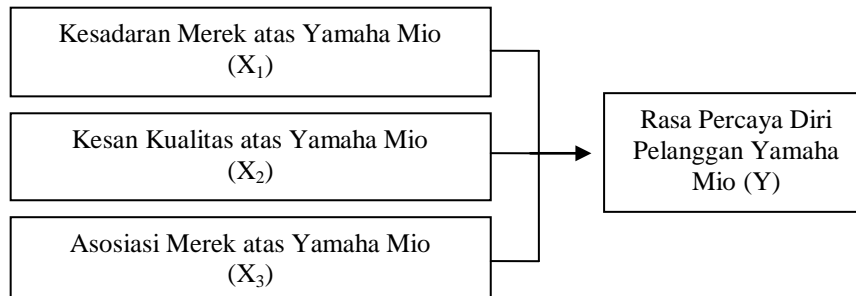 Kesadaran Merek atas Yamaha Mio
(X₁)
Kesan Kualitas atas Yamaha Mio
(X₂)
Asosiasi Merek atas Yamaha Mio
(X₃)
Rasa Percaya Diri
Pelanggan Yamaha
Mio (Y)